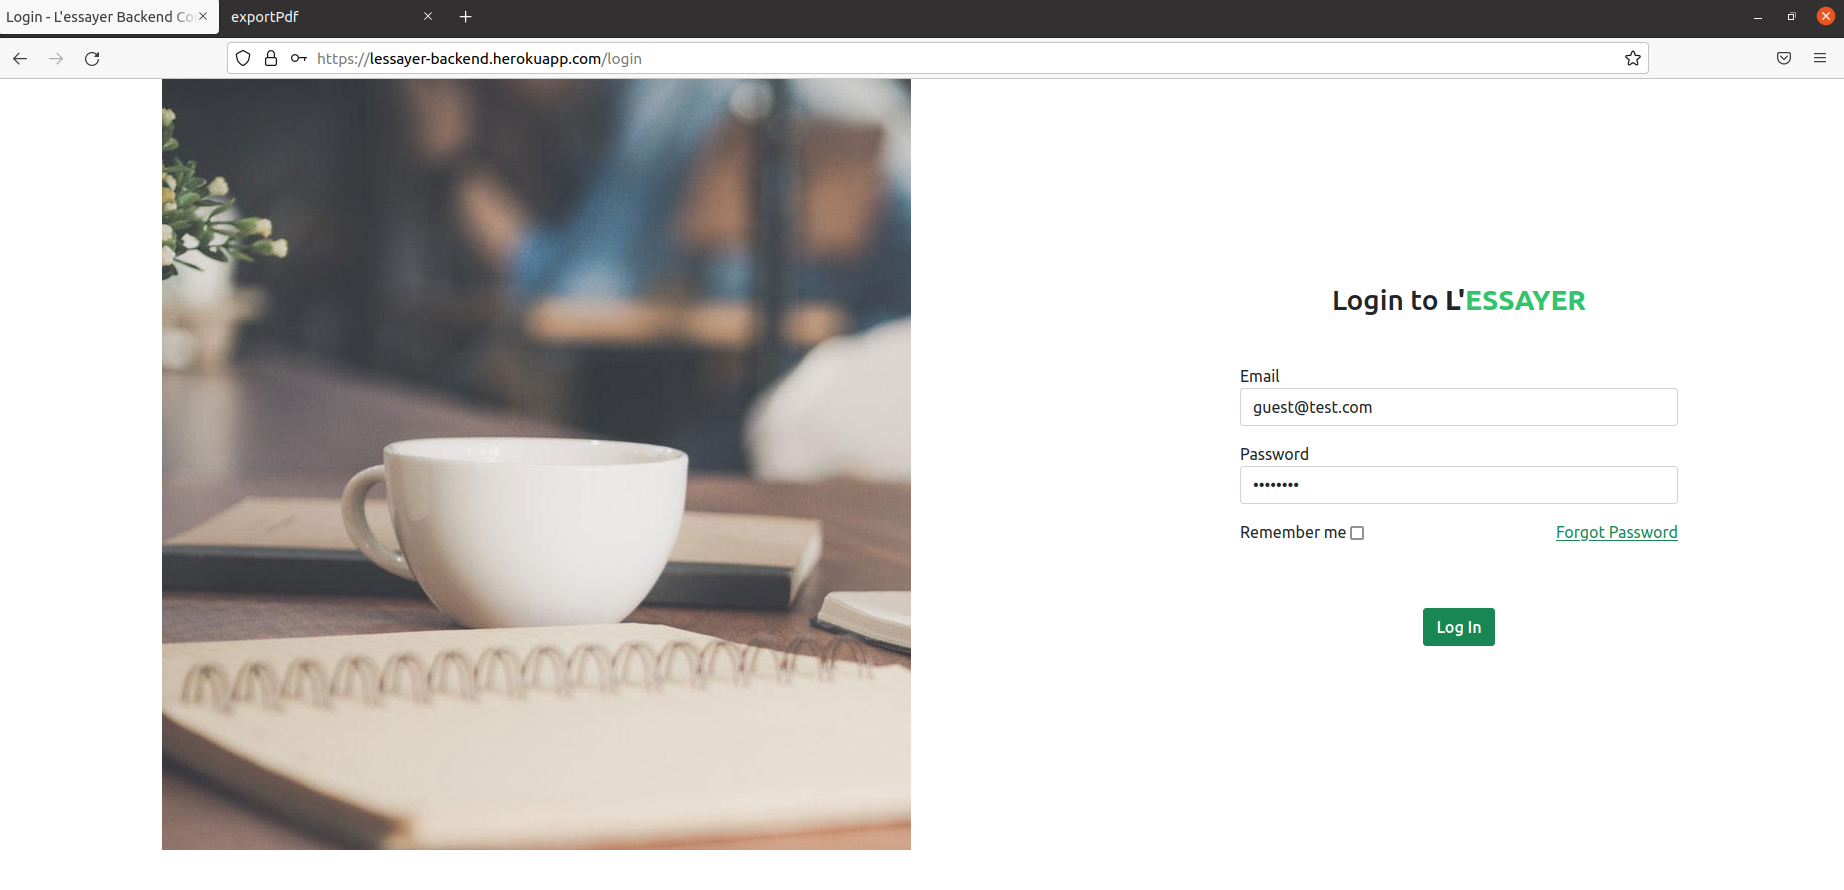 Login - L'essayer Backend Co
exportPdf
https://lessayer-backend.herokuapp.com/login
Login to L'ESSAYER
Email
guest@test.com
Password
••••••••
Remember me
Forgot Password
Log In